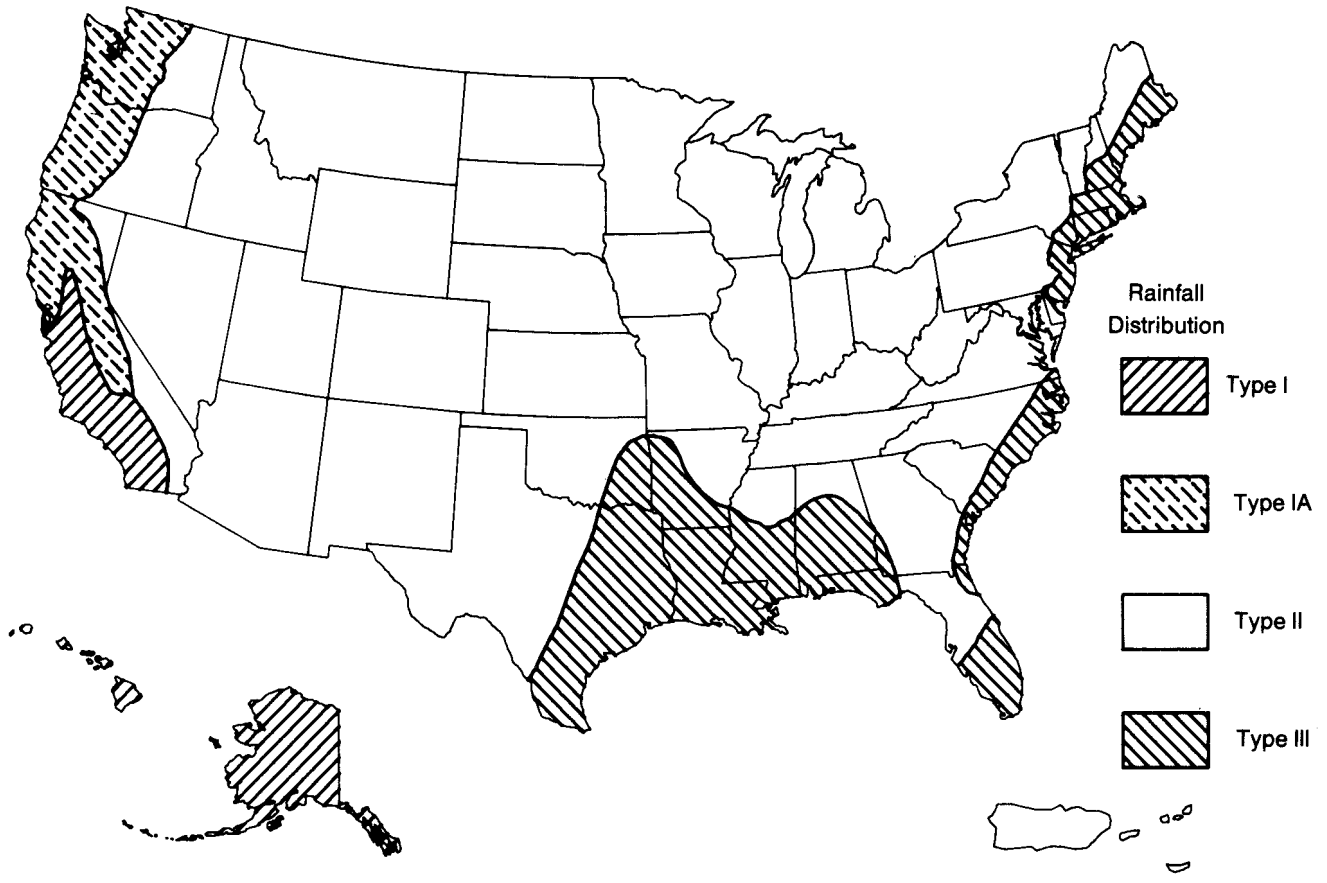 Rainfall
Distribution
Type I
Type IA
Type II
Type III